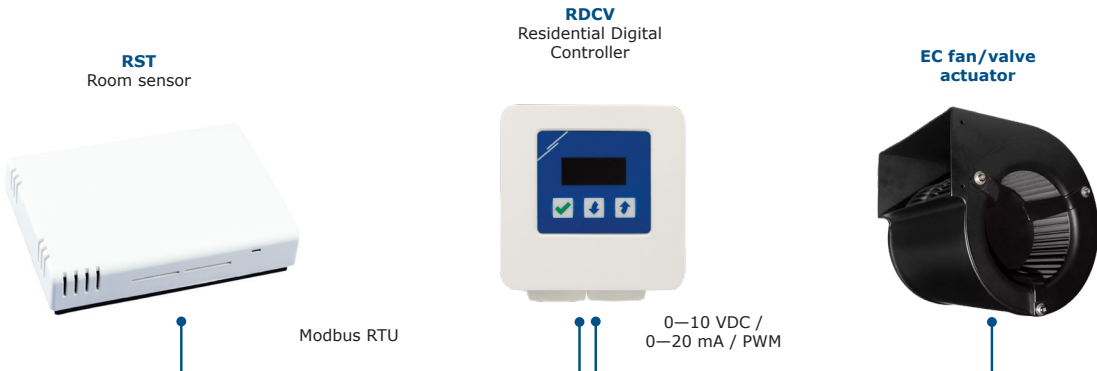 RST
Room sensor
RDCV
Residential Digital
Controller
EC fan/valve
actuator
Modbus RTU
0—10 VDC /
0—20 mA / PWM